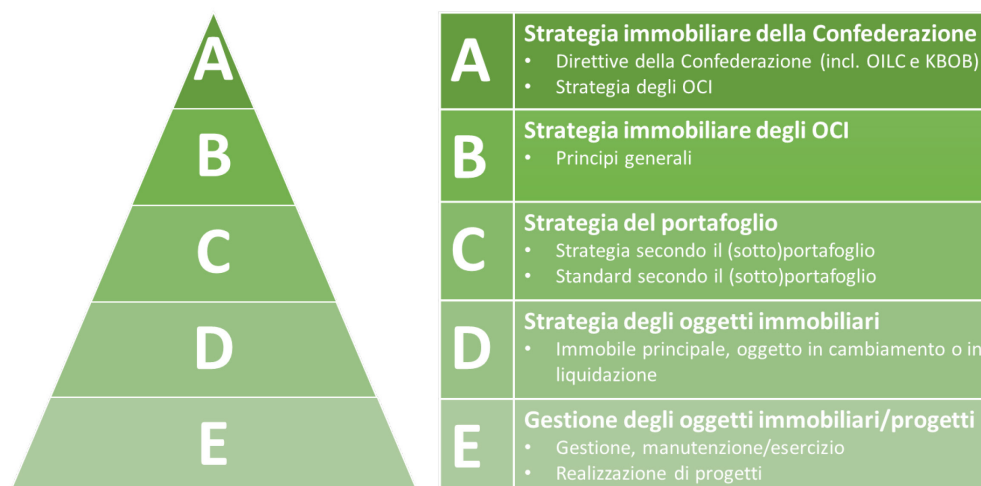 A
B
C
D
E
A
Strategia immobiliare della Confederazione
• Direttive della Confederazione (incl. OILC e KBOB)
• Strategia degli OCI
B
Strategia immobiliare degli OCI
• Principi generali
C
Strategia del portafoglio
• Strategia secondo il (sotto)portafoglio
• Standard secondo il (sotto)portafoglio
D
Strategia degli oggetti immobiliari
• Immobile principale, oggetto in cambiamento o in
liquidazione
E
Gestione degli oggetti immobiliari/progetti
• Gestione, manutenzione/esercizio
• Realizzazione di progetti